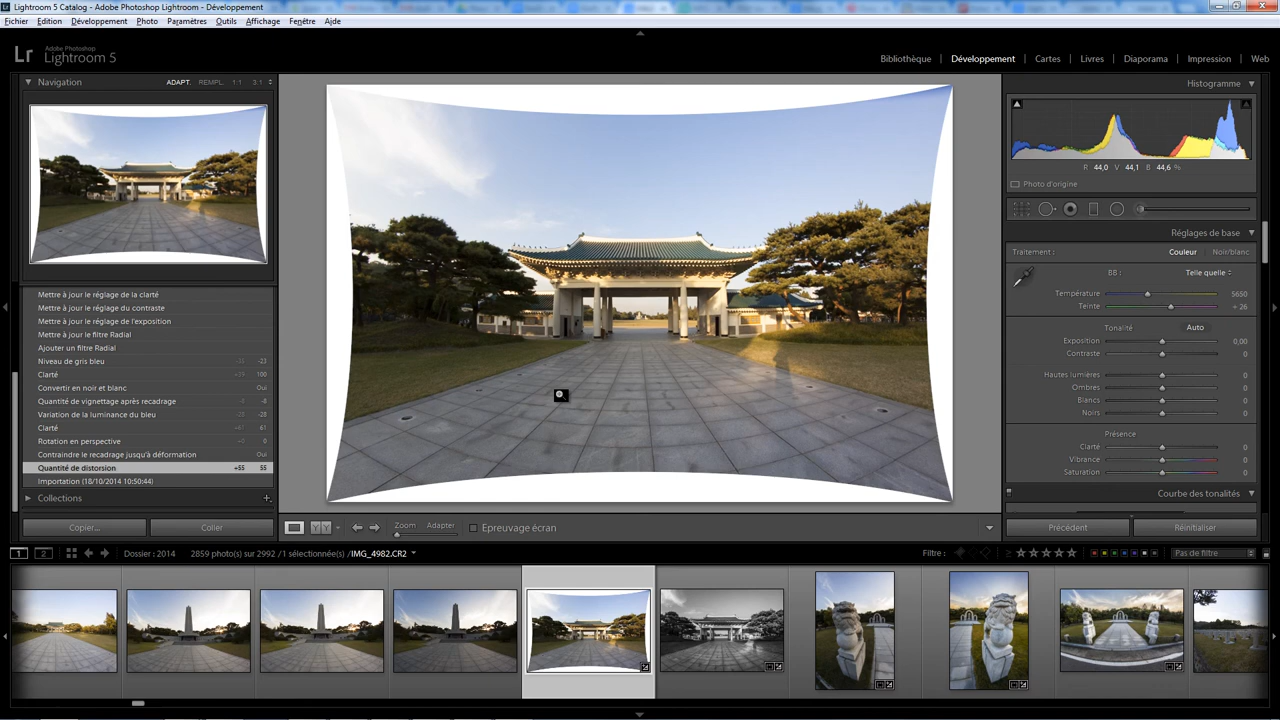 Lightroom 5 Catalog - Adobe Photoshop Lightroom - Développement
Fichier Edition Développement Photo Paramètres Outils Affichage Fenêtre Aide
Lr Adobe Photoshop Lightroom 5
Bibliothèque | Développement | Cartes | Livres | Diaporama | Impression | Web
Navigation ADAPT. REMPL. 1:1 3:1
Histogramme
R 44,0 V 44,1 B 44,6 %
Photo d'origine
Réglages de base
Traitement : Couleur Noir/blanc
BB : Telle quelle
Température 5650
Teinte + 26
Tonalité Auto
Exposition 0,00
Contraste 0
Hautes lumières 0
Ombres 0
Blancs 0
Noirs 0
Présence
Clarté 0
Vibrance 0
Saturation 0
Courbe des tonalités
Précédent Réinitialiser
Mettre à jour le réglage de la clarté
Mettre à jour le réglage du contraste
Mettre à jour le réglage de l'exposition
Mettre à jour le filtre Radial
Ajouter un filtre Radial
Niveau de gris bleu -23
Clarté 100
Convertir en noir et blanc Oui
Quantité de vignettage après recadrage -8
Variation de la luminance du bleu -28
Clarté 61
Rotation en perspective 0
Contraindre le recadrage jusqu'à déformation Oui
Quantité de distorsion +55 55
Importation (18/10/2014 10:50:44)
Collections +
Copier... Coller
YY Zoom Adapter Epreuvage écran
1 2 Dossier : 2014 2859 photo(s) sur 2992 /1 sélectionnée(s) /IMG_4982.CR2
Filtre : ≥ Pas de filtre